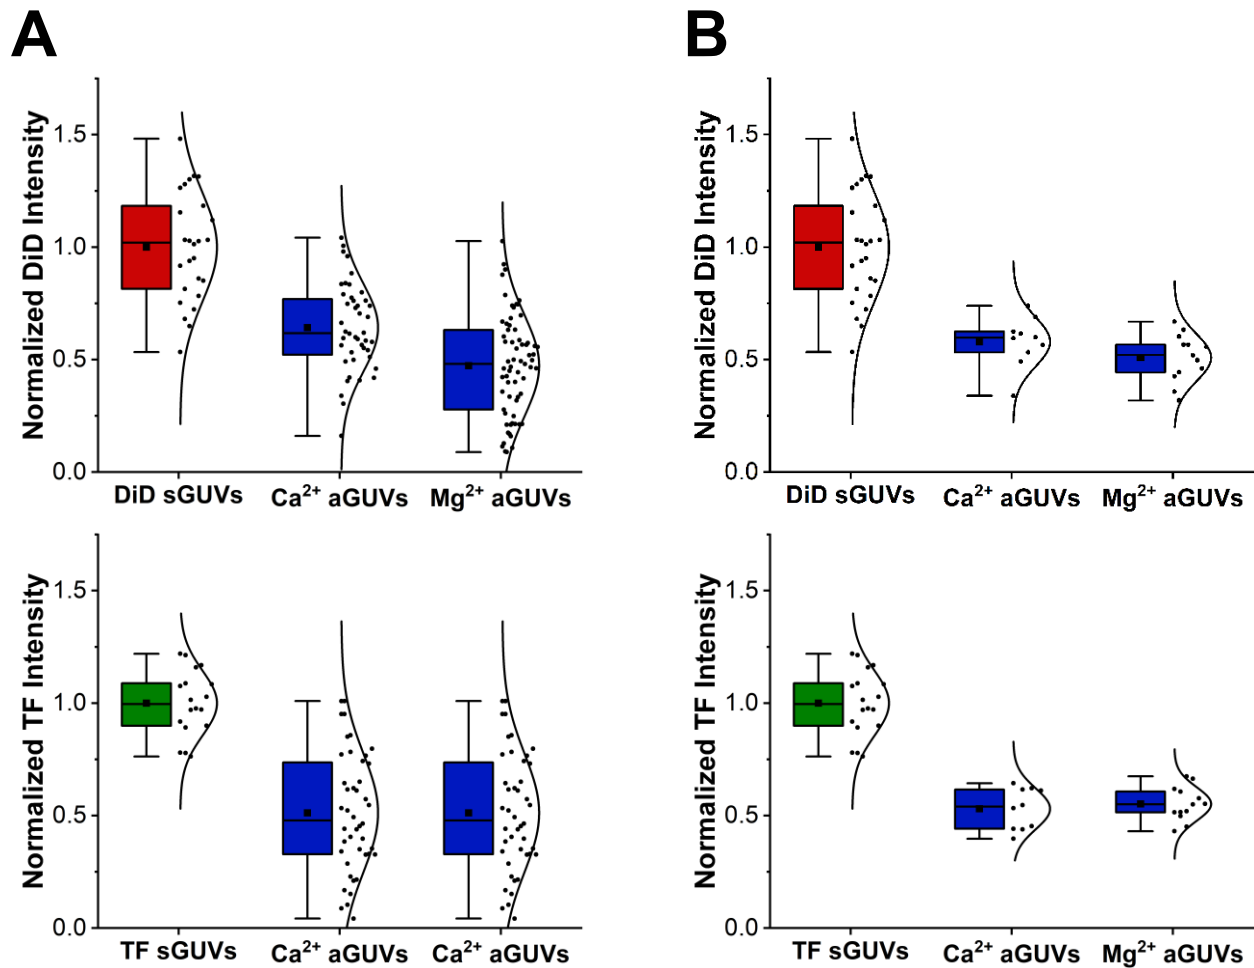 A
B
Normalized DiD Intensity
1.5
1.0
0.5
0.0
DiD sGUVs
Ca²⁺ aGUVs
Mg²⁺ aGUVs
Normalized DiD Intensity
1.5
1.0
0.5
0.0
DiD sGUVs
Ca²⁺ aGUVs
Mg²⁺ aGUVs
Normalized TF Intensity
1.5
1.0
0.5
0.0
TF sGUVs
Ca²⁺ aGUVs
Ca²⁺ aGUVs
Normalized TF Intensity
1.5
1.0
0.5
0.0
TF sGUVs
Ca²⁺ aGUVs
Mg²⁺ aGUVs